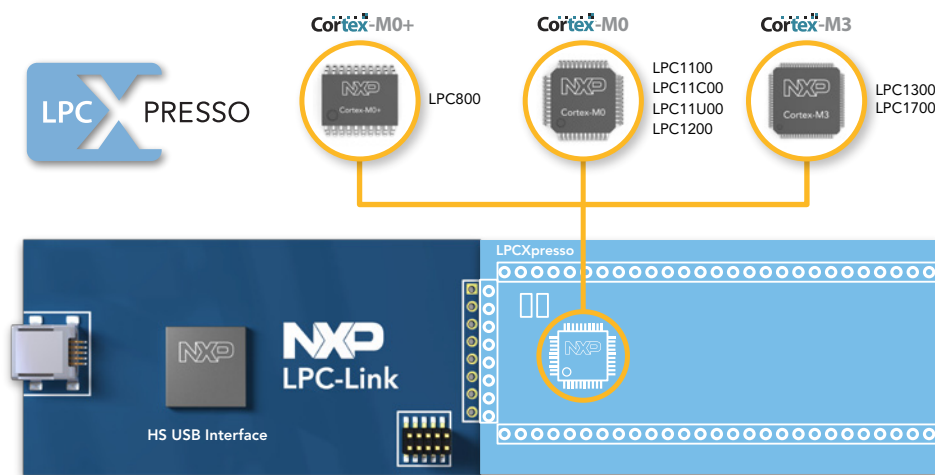 Cortex-M0+
Cortex-M0
Cortex-M3
LPC XPRESSO
NXP
Cortex-M0+
LPC800
NXP
Cortex-M0
LPC1100
LPC11C00
LPC11U00
LPC1200
NXP
Cortex-M3
LPC1300
LPC1700
LPCXpresso
NXP
HS USB Interface
NXP
LPC-Link
NXP